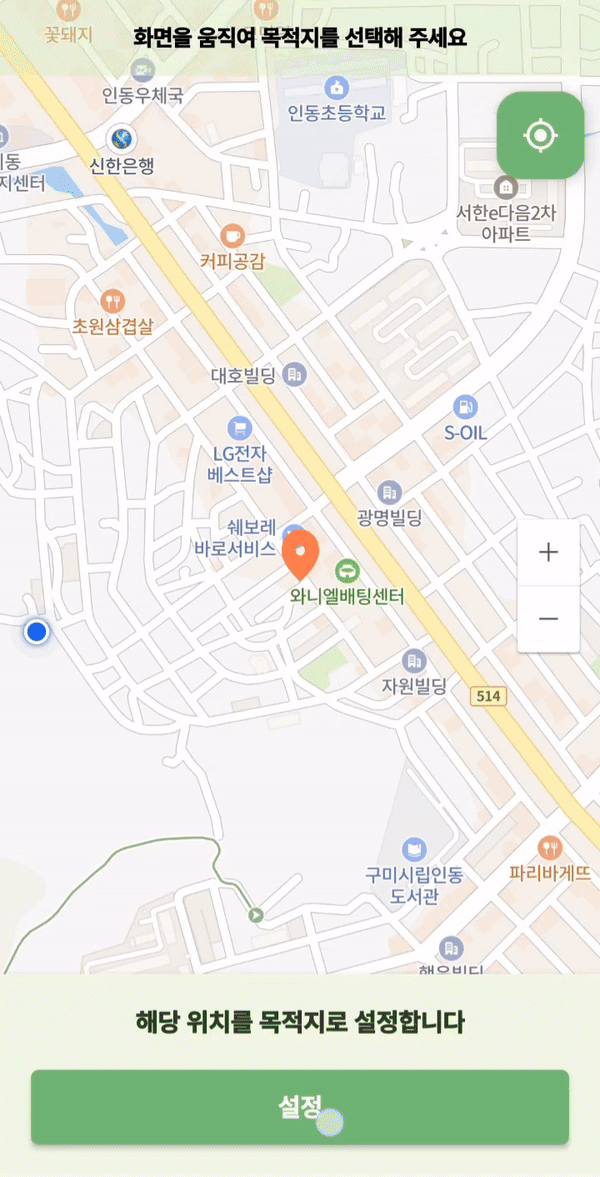 꽃돼지
화면을 움직여 목적지를 선택해 주세요
인동우체국
인동초등학교
신한은행
서한e다음2차
아파트
커피공감
초원삼겹살
대호빌딩
S-OIL
LG전자
베스트샵
광명빌딩
쉐보레
바로서비스
와니엘배팅센터
+
−
자원빌딩
514
구미시립인동
도서관
파리바게뜨
해당 위치를 목적지로 설정합니다
설정